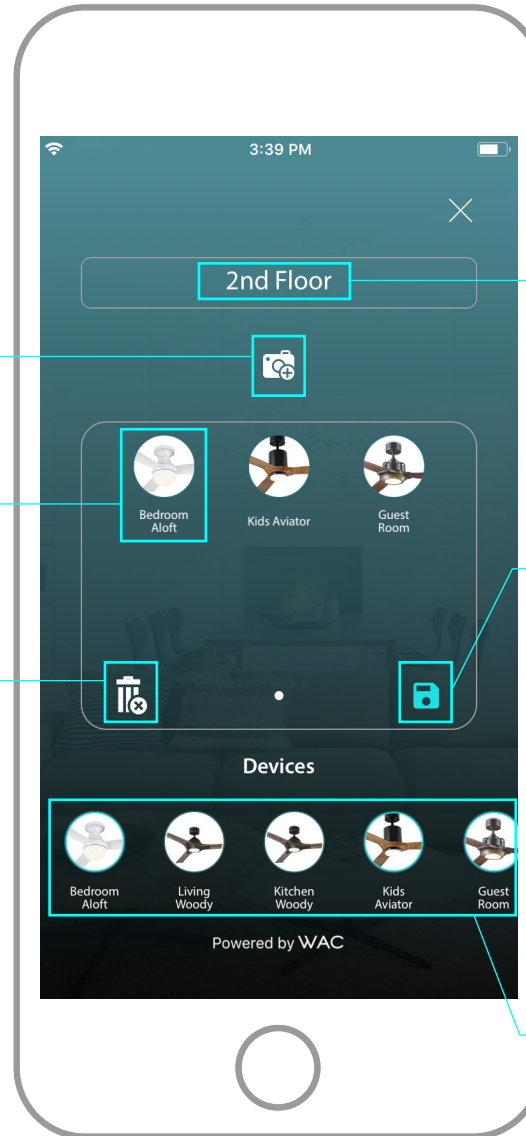 3:39 PM
2nd Floor
Bedroom
Aloft
Kids Aviator
Guest
Room
Devices
Bedroom
Aloft
Living
Woody
Kitchen
Woody
Kids
Aviator
Guest
Room
Powered by WAC